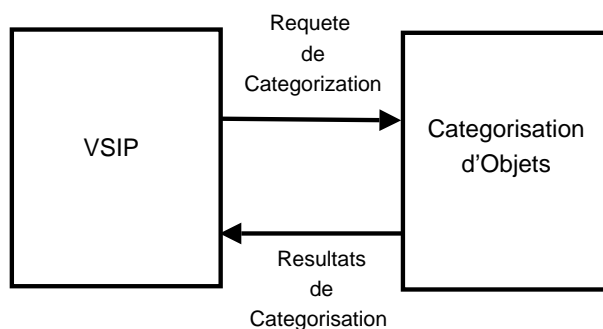 Requete
de
Categorization
VSIP
Categorisation
d'Objets
Resultats
de
Categorisation